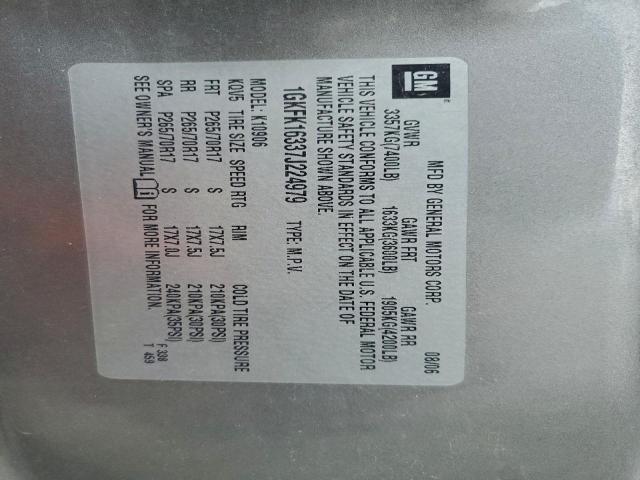 GM
®
MFD BY GENERAL MOTORS CORP. 08/06
GVWR GAWR FRT GAWR RR
3357KG(7400LB) 1633KG(3600LB) 1905KG(4200LB)
THIS VEHICLE CONFORMS TO ALL APPLICABLE U.S. FEDERAL MOTOR
VEHICLE SAFETY STANDARDS IN EFFECT ON THE DATE OF
MANUFACTURE SHOWN ABOVE.
1GKFK16337J224979 TYPE: M.P.V.
MODEL: K10906
KQV5 TIRE SIZE SPEED RTG RIM COLD TIRE PRESSURE
FRT P265/70R17 S 17X7.5J 210KPA(30PSI)
RR P265/70R17 S 17X7.5J 210KPA(30PSI)
SPA P265/70R17 S 17X7.0J 240KPA(35PSI)
SEE OWNER'S MANUAL FOR MORE INFORMATION.
F 338
T 459